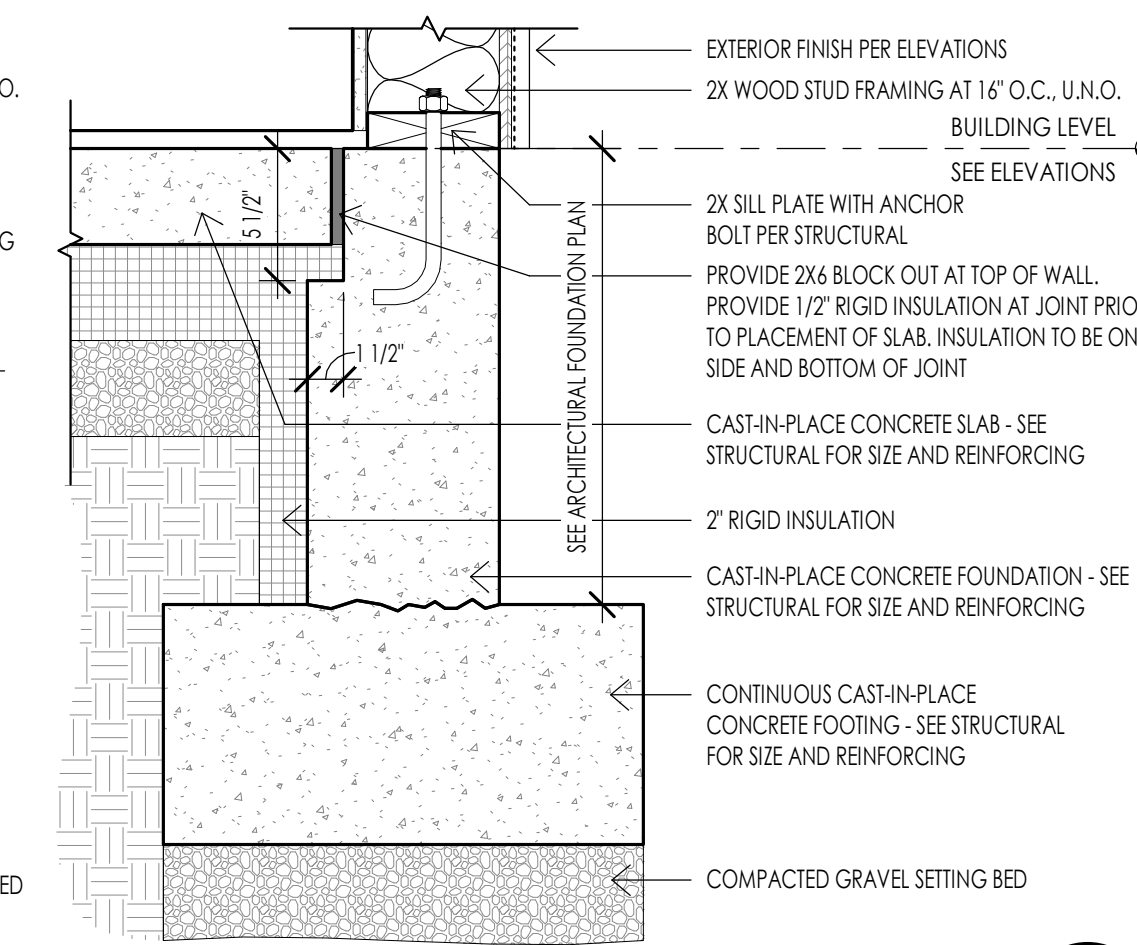 O.
G
ED
EXTERIOR FINISH PER ELEVATIONS
2X WOOD STUD FRAMING AT 16" O.C., U.N.O.
BUILDING LEVEL
SEE ELEVATIONS
2X SILL PLATE WITH ANCHOR
BOLT PER STRUCTURAL
PROVIDE 2X6 BLOCK OUT AT TOP OF WALL.
PROVIDE 1/2" RIGID INSULATION AT JOINT PRIO
TO PLACEMENT OF SLAB. INSULATION TO BE ON
SIDE AND BOTTOM OF JOINT
CAST-IN-PLACE CONCRETE SLAB - SEE
STRUCTURAL FOR SIZE AND REINFORCING
2" RIGID INSULATION
CAST-IN-PLACE CONCRETE FOUNDATION - SEE
STRUCTURAL FOR SIZE AND REINFORCING
CONTINUOUS CAST-IN-PLACE
CONCRETE FOOTING - SEE STRUCTURAL
FOR SIZE AND REINFORCING
COMPACTED GRAVEL SETTING BED
5 1/2"
1 1/2"
SEE ARCHITECTURAL FOUNDATION PLAN